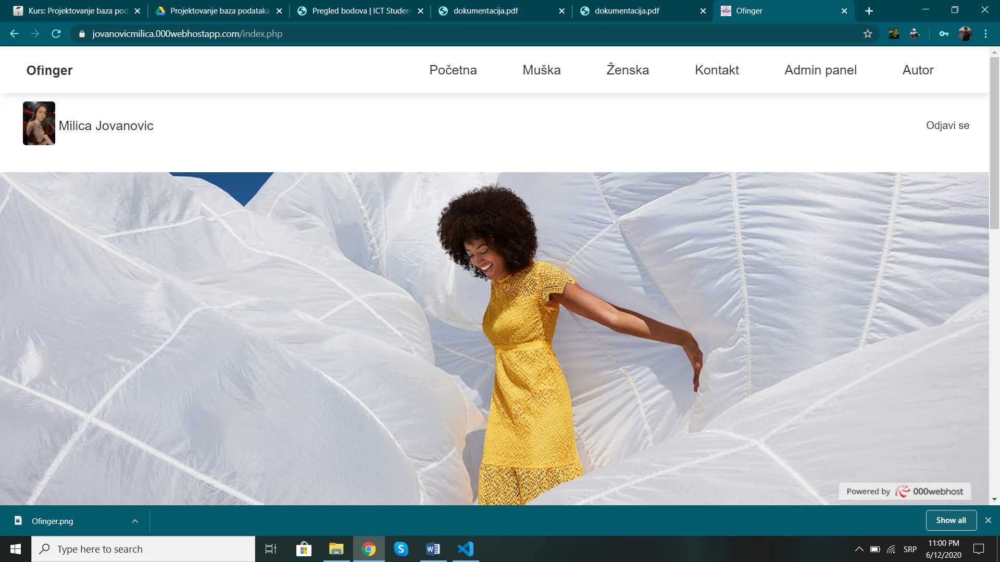 Kurs: Projektovanje baza pod
Projektovanje baza podataka
Pregled bodova | ICT Student
dokumentacija.pdf
dokumentacija.pdf
Ofinger
jovanovicmilica.000webhostapp.com/index.php
Ofinger
Početna
Muška
Ženska
Kontakt
Admin panel
Autor
Milica Jovanovic
Odjavi se
Powered by 000webhost
Ofinger.png
Show all
Type here to search
SRP
11:00 PM
6/12/2020